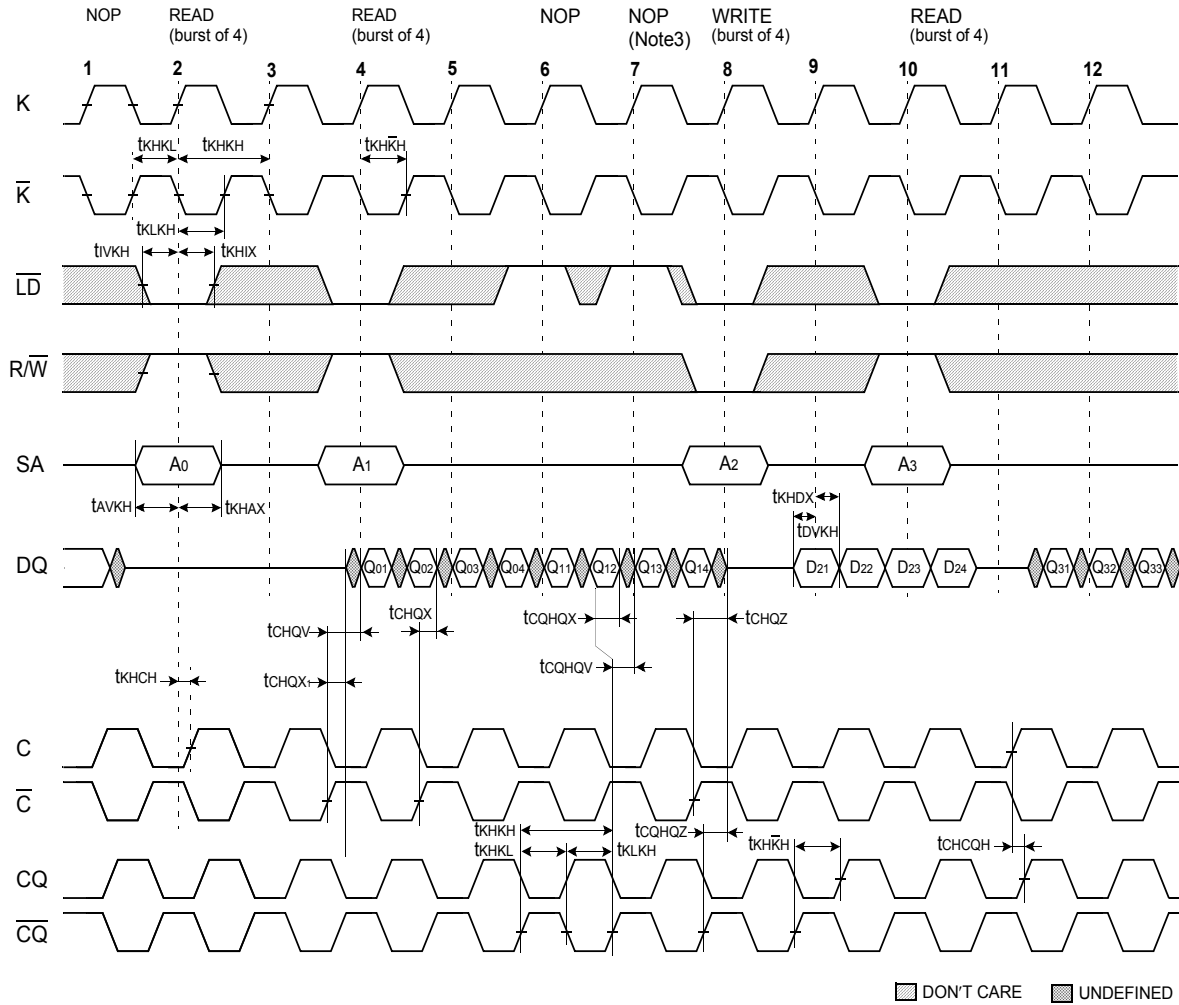 NOP READ READ NOP NOP WRITE READ
(burst of 4) (burst of 4) (Note3) (burst of 4) (burst of 4)
1 2 3 4 5 6 7 8 9 10 11 12
K
tKHKL tKHKH tKHK̅H
K̅
tKLKH
tIVKH tKHIX
L̅D̅
R/W̅
SA A0 A1 A2 A3
tAVKH tKHAX tKHDX
tDVKH
DQ Q01 Q02 Q03 Q04 Q11 Q12 Q13 Q14 D21 D22 D23 D24 Q31 Q32 Q33
tCHQV tCHQX tCQHQX tCHQZ
tCQHQV
tKHCH tCHQX1
C
C̅
tKHKH tCQHQZ tKHK̅H tCHCQH
tKHKL tKLKH
CQ
C̅Q̅
DON'T CARE UNDEFINED